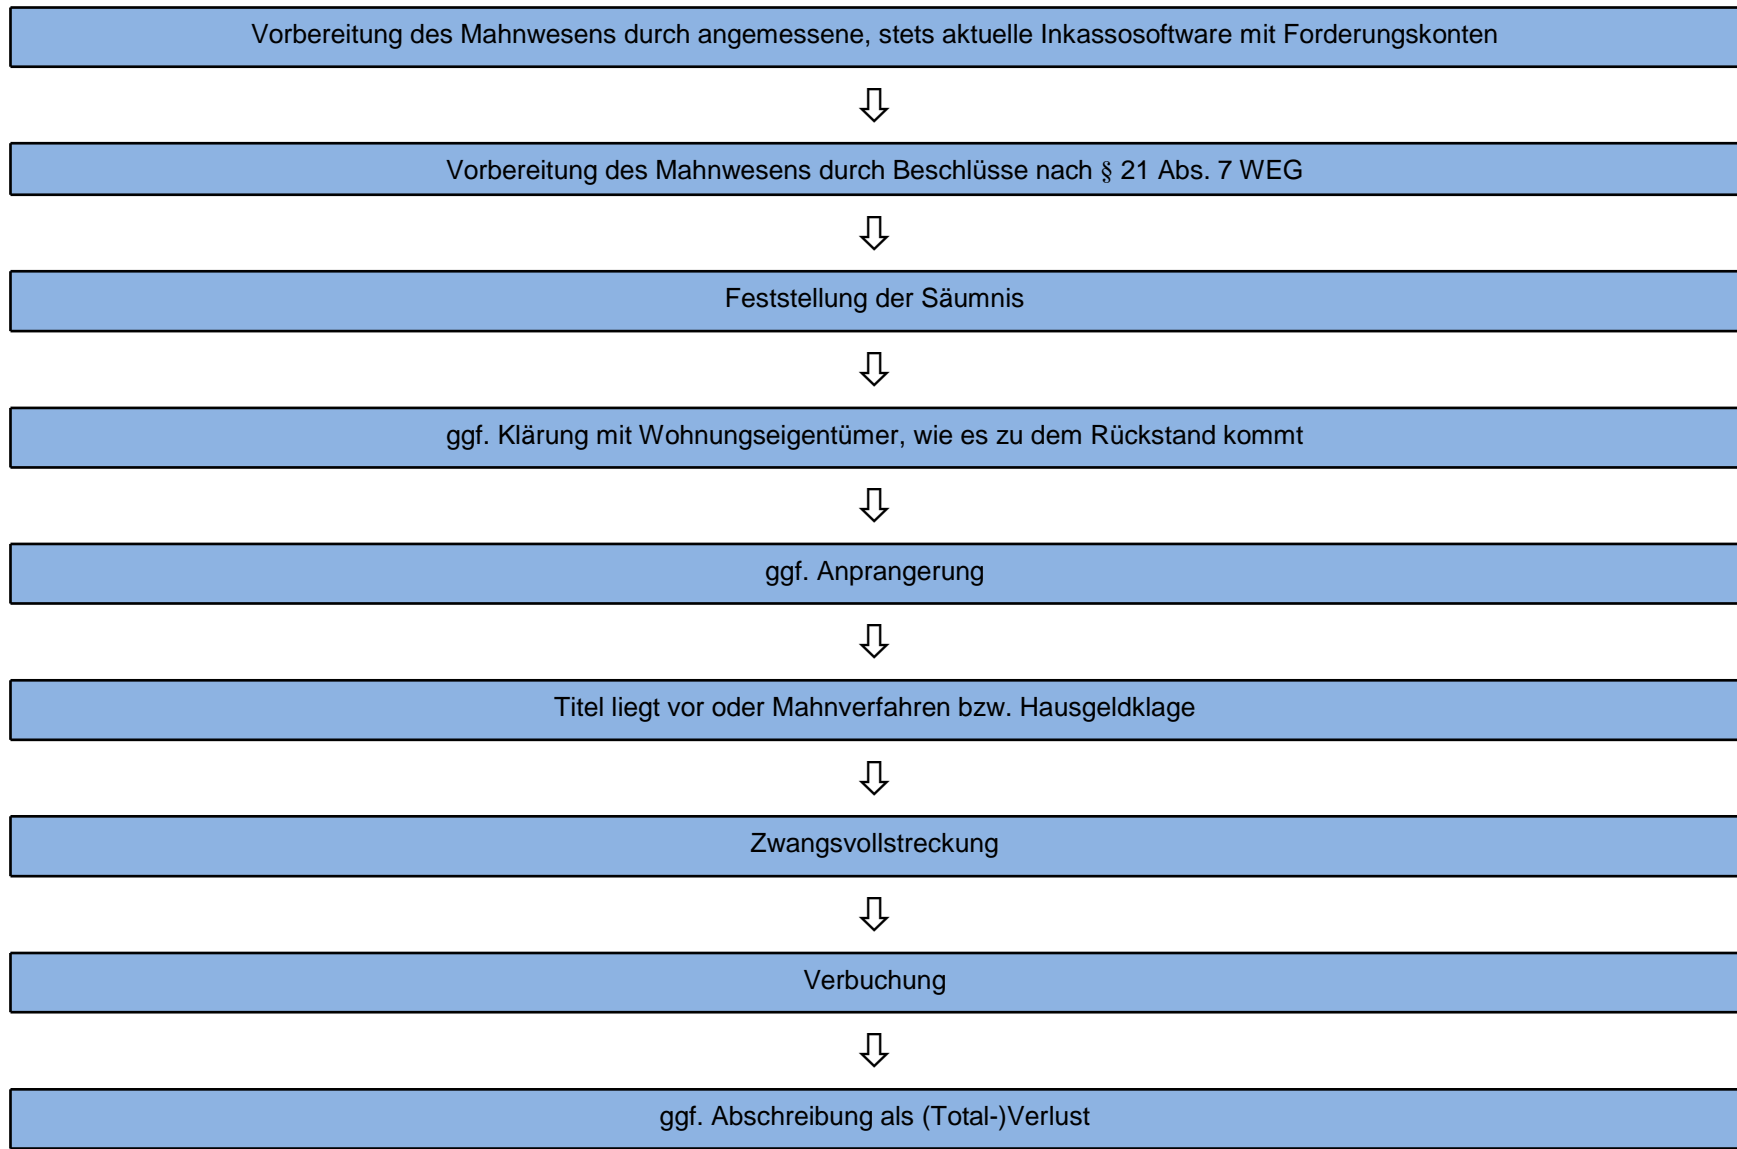 Vorbereitung des Mahnwesens durch angemessene, stets aktuelle Inkassosoftware mit Forderungskonten
Vorbereitung des Mahnwesens durch Beschlüsse nach § 21 Abs. 7 WEG
Feststellung der Säumnis
ggf. Klärung mit Wohnungseigentümer, wie es zu dem Rückstand kommt
ggf. Anprangerung
Titel liegt vor oder Mahnverfahren bzw. Hausgeldklage
Zwangsvollstreckung
Verbuchung
ggf. Abschreibung als (Total-)Verlust